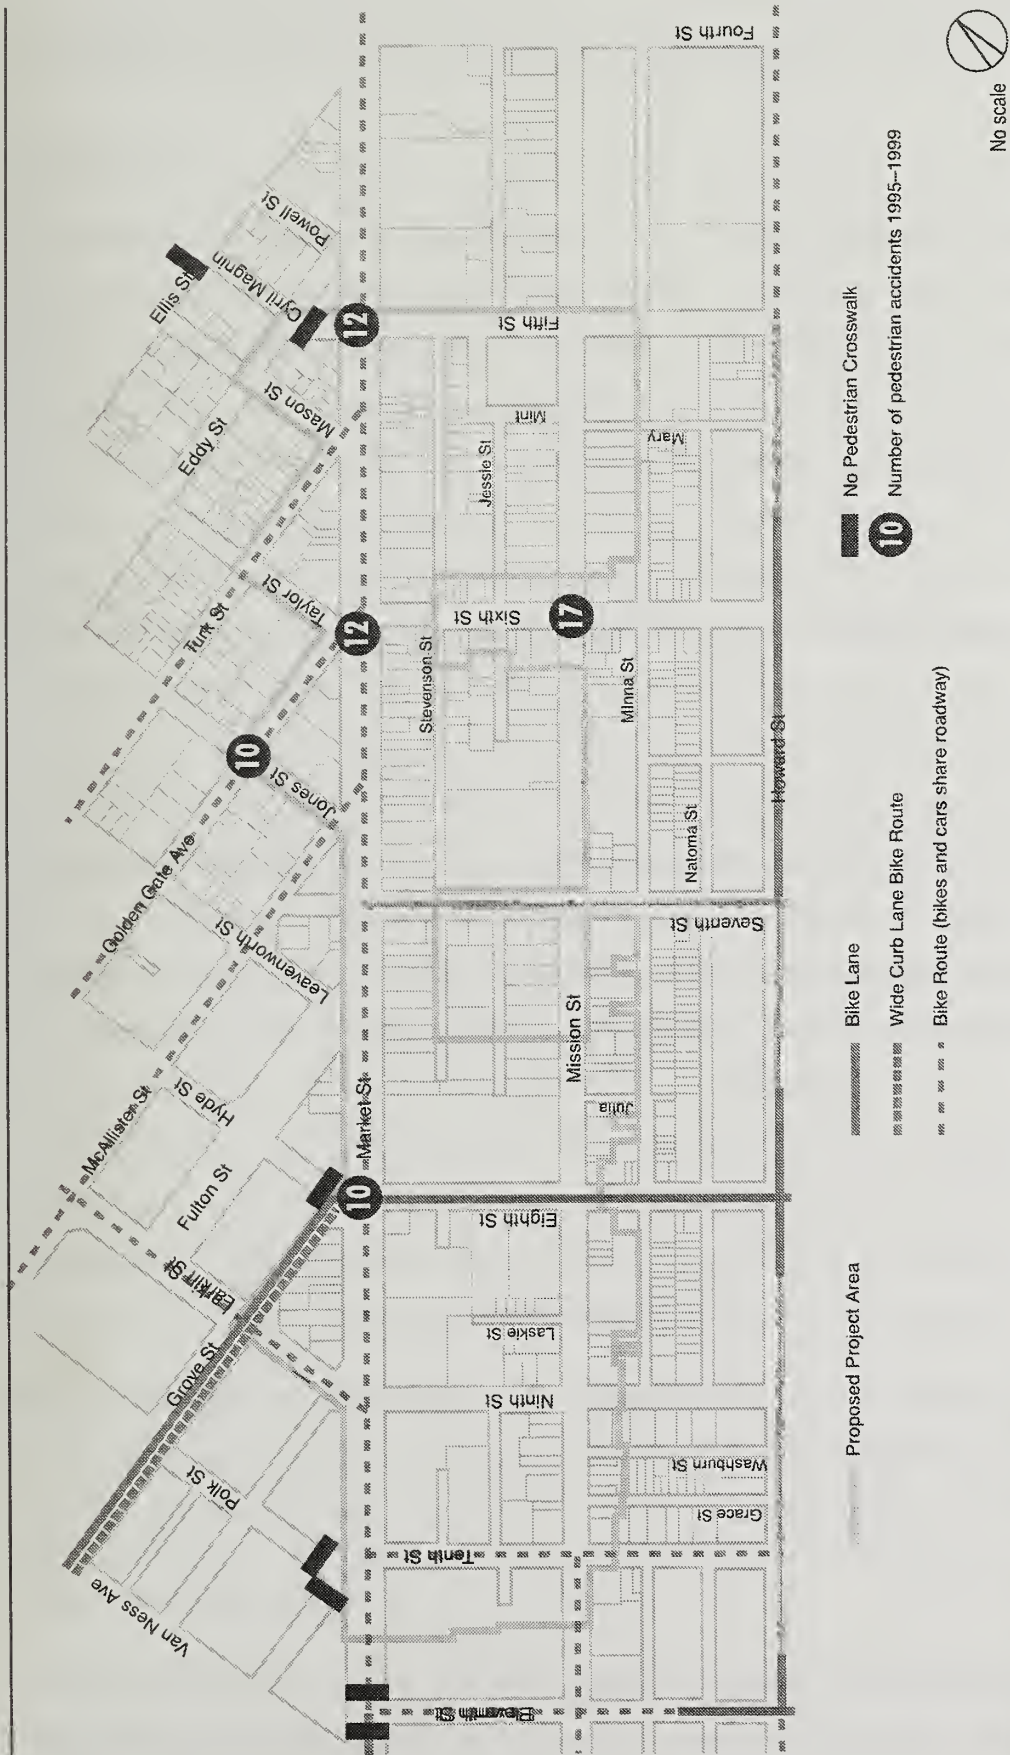 Van Ness Ave
Polk St
Grove St
Larkin St
Fulton St
McAllister St
Hyde St
Leavenworth St
Golden Gate Ave
Jones St
Turk St
Taylor St
Eddy St
Mason St
Ellis St
Cyril Magnin
Powell St
10
10
12
12
17
Market St
Stevenson St
Jessie St
Mint
Mission St
Minna St
Mary
Julia
Laskie St
Natoma St
Washburn St
Grace St
Howard St
Eleventh St
Tenth St
Ninth St
Eighth St
Seventh St
Sixth St
Fifth St
Fourth St
Proposed Project Area
Bike Lane
Wide Curb Lane Bike Route
Bike Route (bikes and cars share roadway)
No Pedestrian Crosswalk
10
Number of pedestrian accidents 1995–1999
No scale